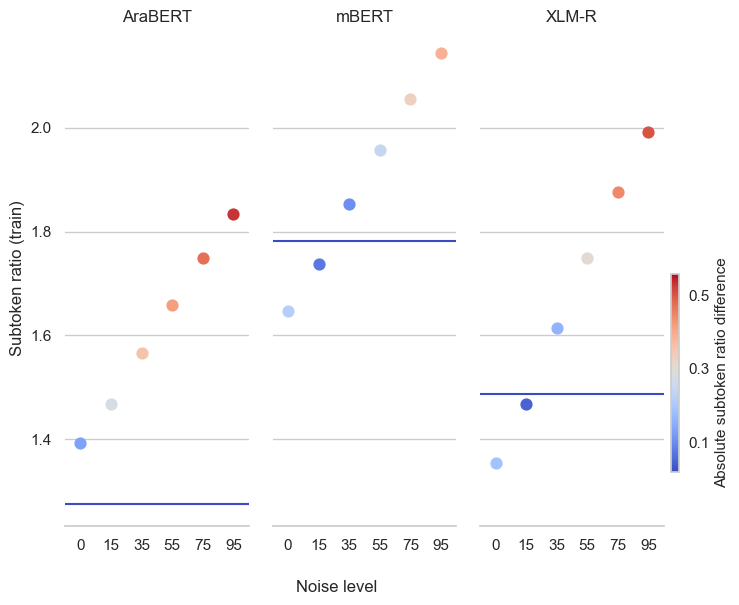 AraBERT mBERT XLM-R
Subtoken ratio (train)
2.0
1.8
1.6
1.4
0 15 35 55 75 95 0 15 35 55 75 95 0 15 35 55 75 95
Noise level
0.5
0.3
0.1
Absolute subtoken ratio difference